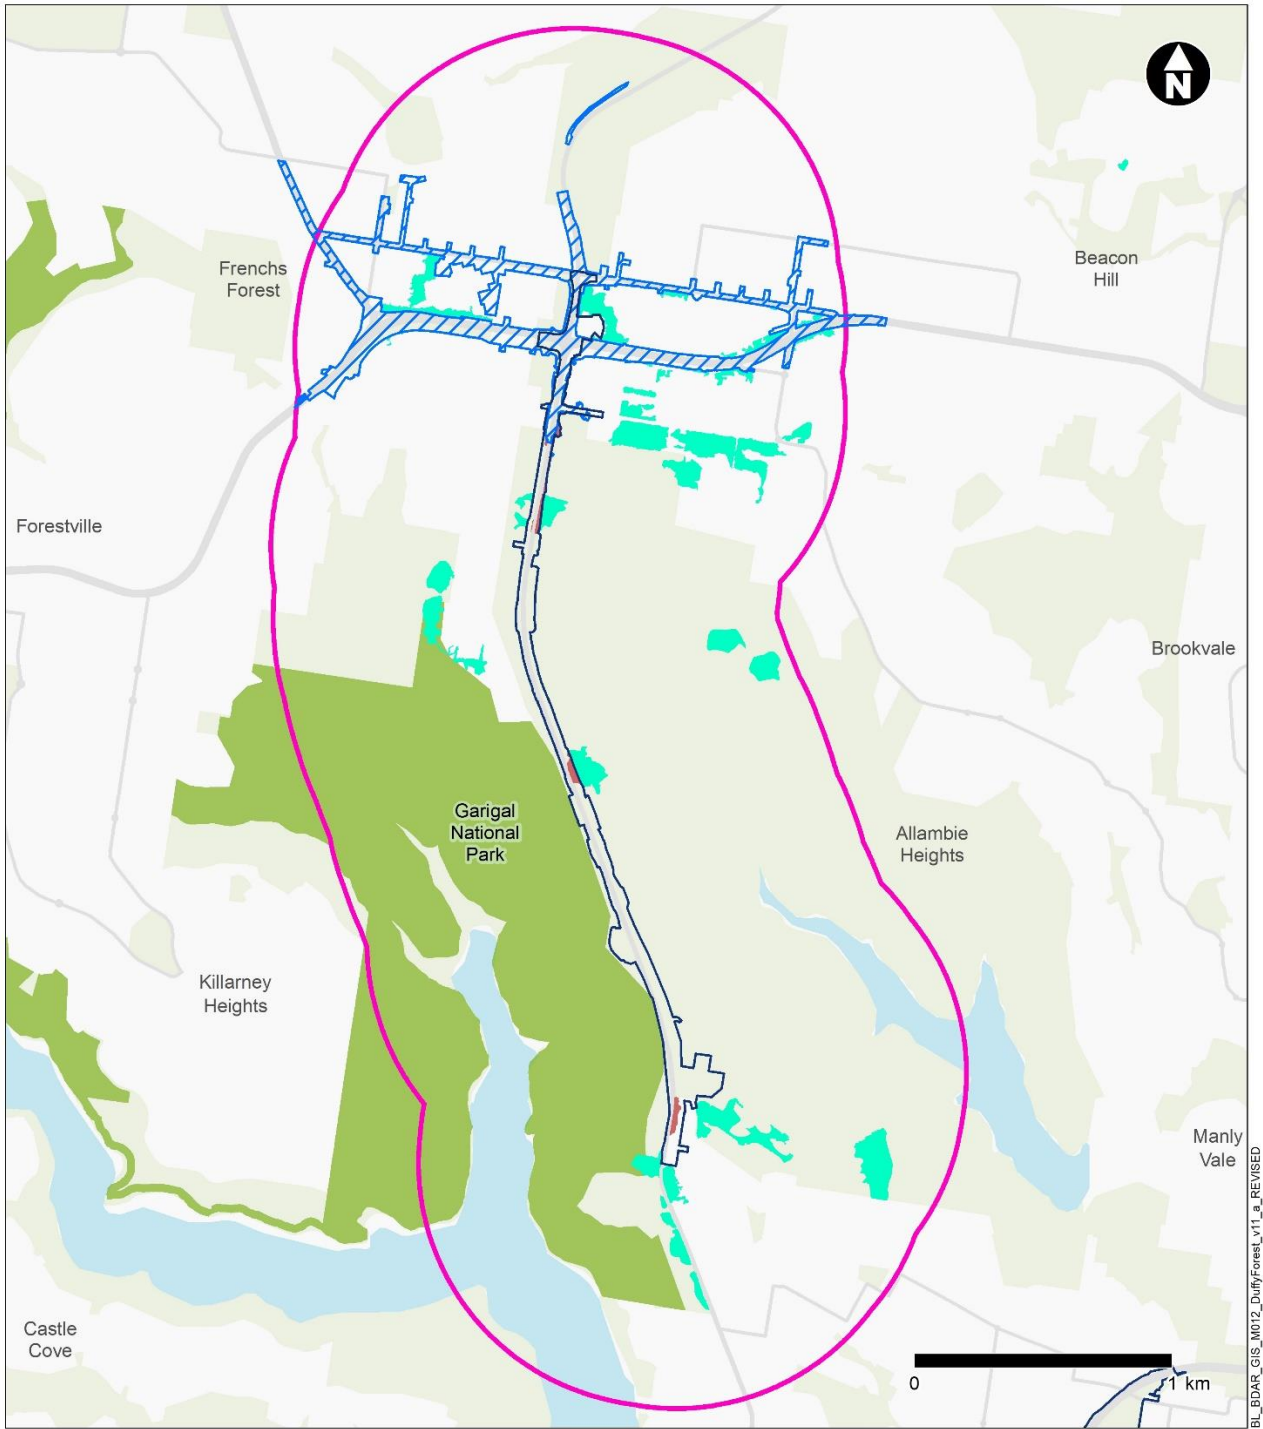 N
Frenchs
Forest
Beacon
Hill
Forestville
Brookvale
Garigal
National
Park
Allambie
Heights
Killarney
Heights
Manly
Vale
Castle
Cove
0 1 km
BL_BDAR_GIS_M012_DuffyForest_v11_a_REVISED